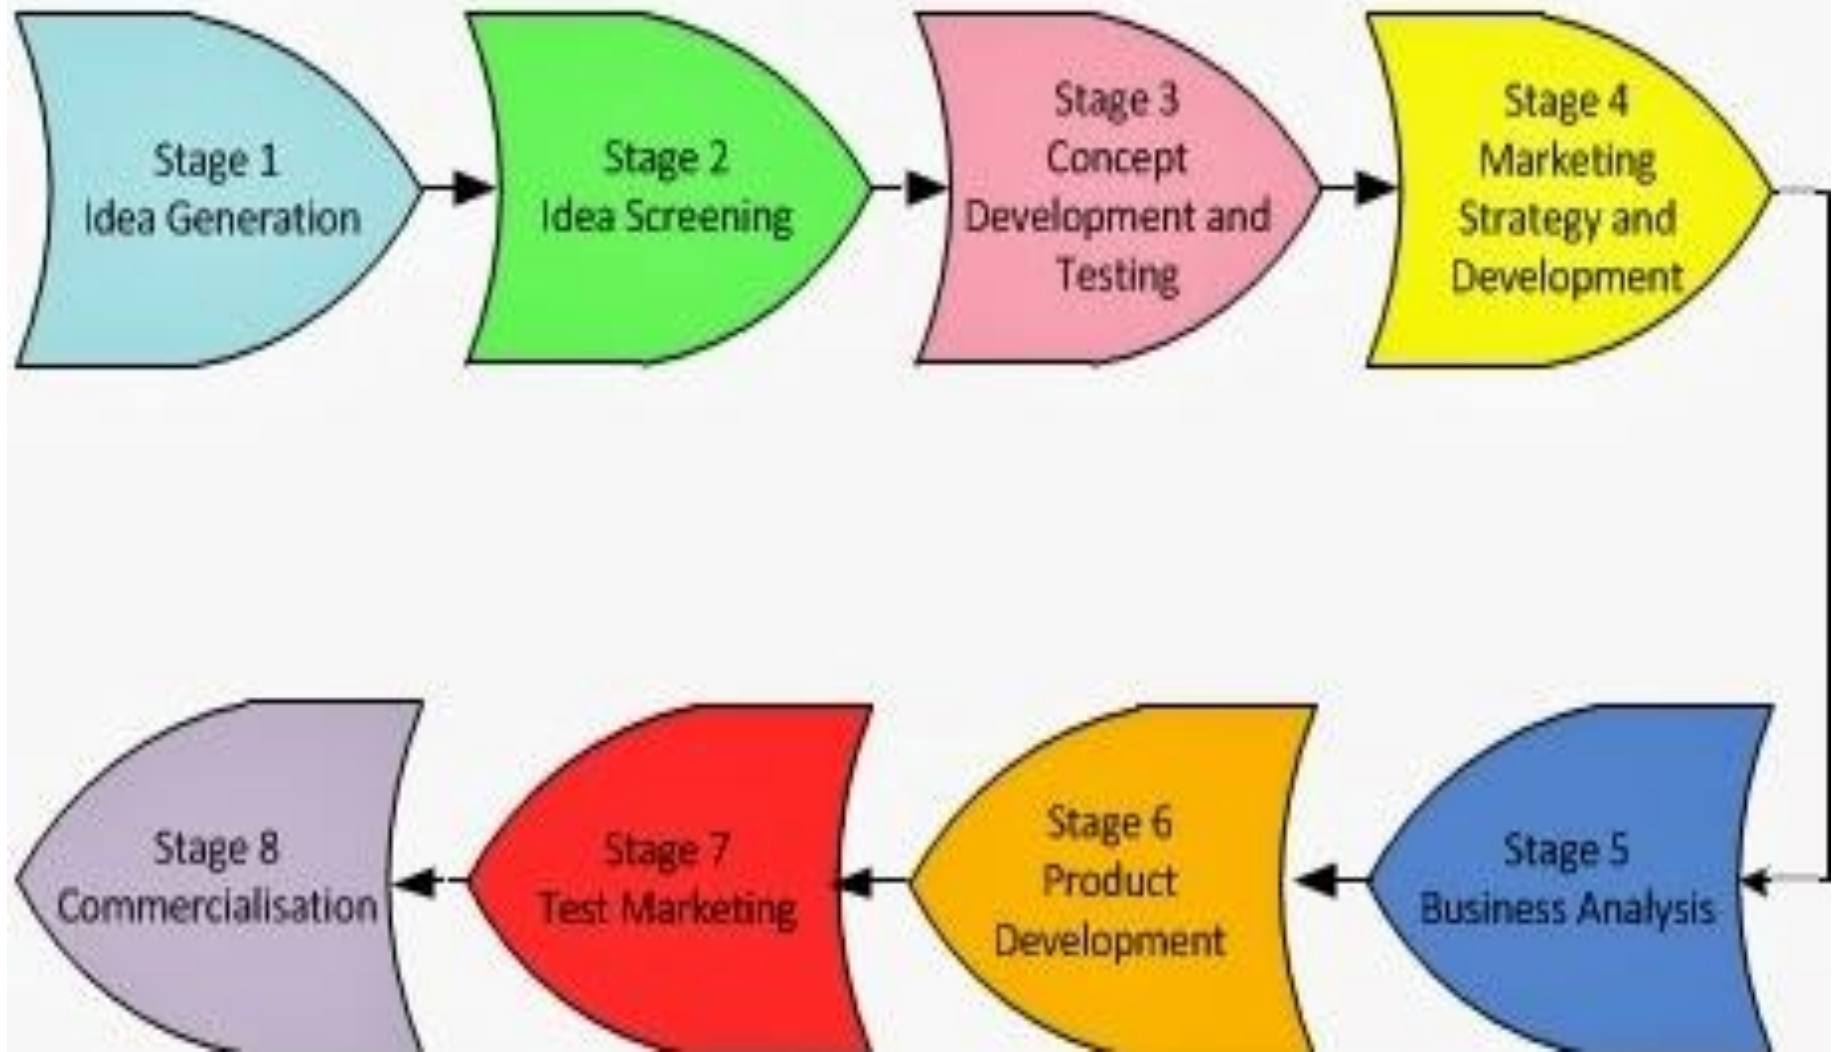 Stage 1
Idea Generation
Stage 2
Idea Screening
Stage 3
Concept
Development and
Testing
Stage 4
Marketing
Strategy and
Development
Stage 5
Business Analysis
Stage 6
Product
Development
Stage 7
Test Marketing
Stage 8
Commercialisation